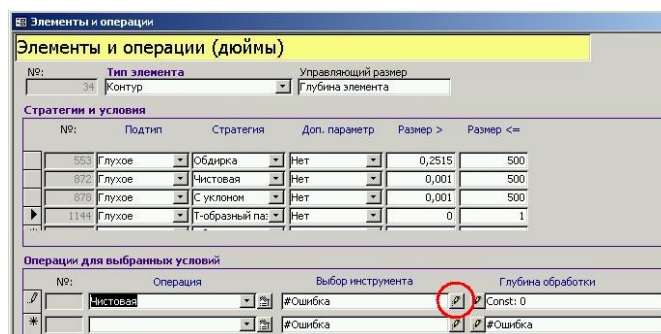 Элементы и операции
Элементы и операции (дюймы)
№: Тип элемента Управляющий размер
34 Контур Глубина элемента
Стратегии и условия
№: Подтип Стратегия Доп. параметр Размер > Размер <=
553 Глухое Обдирка Нет 0,2515 500
872 Глухое Чистовая Нет 0,001 500
878 Глухое С уклоном Нет 0,001 500
1144 Глухое Т-образный паз Нет 0 1
Операции для выбранных условий
№: Операция Выбор инструмента Глубина обработки
Чистовая #Ошибка Const: 0
#Ошибка #Ошибка